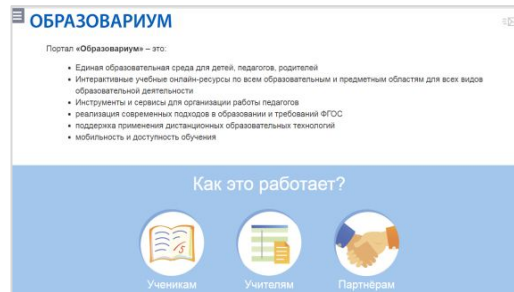 ОБРАЗОВАРИУМ
Портал «Образовариум» – это:
• Единая образовательная среда для детей, педагогов, родителей
• Интерактивные учебные онлайн-ресурсы по всем образовательным и предметным областям для всех видов
образовательной деятельности
• Инструменты и сервисы для организации работы педагогов
• реализация современных подходов в образовании и требований ФГОС
• поддержка применения дистанционных образовательных технологий
• мобильность и доступность обучения
Как это работает?
Ученикам Учителям Партнёрам